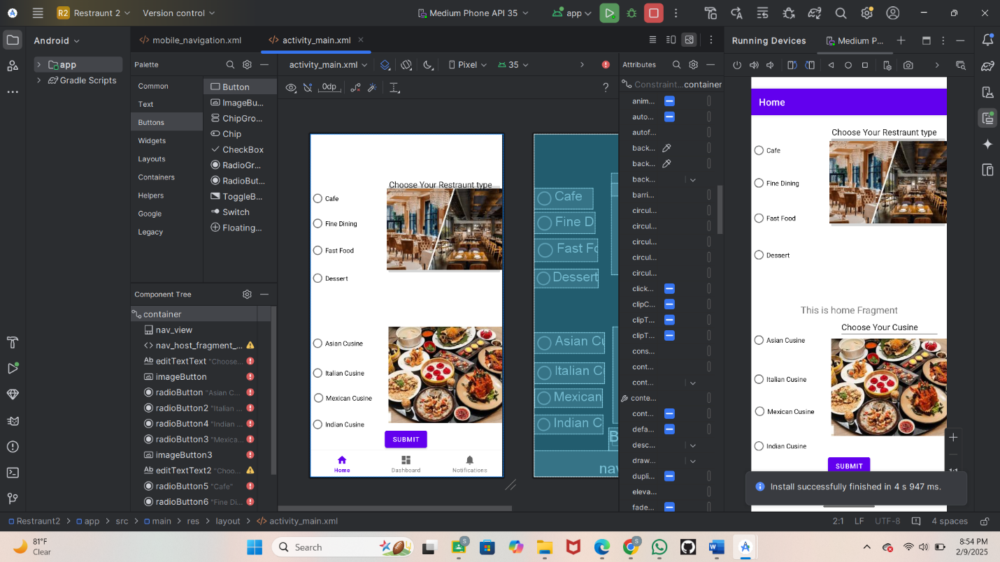 R2 Restraunt 2
Version control
Medium Phone API 35
app
Android
app
Gradle Scripts
mobile_navigation.xml
activity_main.xml
Palette
Common
Text
Buttons
Widgets
Layouts
Containers
Helpers
Google
Legacy
Button
ImageBu...
ChipGro...
Chip
CheckBox
RadioGr...
RadioBut...
ToggleB...
Switch
Floating...
Component Tree
container
nav_view
nav_host_fragment_...
Ab editTextText "Choose...
imageButton
radioButton "Asian C...
radioButton2 "Italian ...
radioButton4 "Indian ...
radioButton3 "Mexica...
imageButton3
Ab editTextText2 "Choo...
radioButton5 "Cafe"
radioButton6 "Fine Di...
activity_main.xml
Pixel
35
0dp
?
Choose Your Restraunt type
Cafe
Fine Dining
Fast Food
Dessert
Asian Cusine
Italian Cusine
Mexican Cusine
Indian Cusine
SUBMIT
Home
Dashboard
Notifications
Cafe
Fine D
Fast Fo
Dessert
Asian Cu
Italian C
Mexican
Indian C
B
nav
Attributes
Constraint... container
anim...
auto...
autof...
back...
back...
back...
barri...
circul...
circul...
circul...
circul...
circul...
click...
clipC...
clipT...
clipT...
cons...
cont...
cont...
conte...
cont...
defa...
desc...
draw...
dupli...
eleva...
fade...
Running Devices
Medium P...
Home
Choose Your Restraunt type
Cafe
Fine Dining
Fast Food
Dessert
This is home Fragment
Choose Your Cusine
Asian Cusine
Italian Cusine
Mexican Cusine
Indian Cusine
SUBMIT
Install successfully finished in 4 s 947 ms.
Restraunt2 > app > src > main > res > layout > activity_main.xml
2:1 LF UTF-8 4 spaces
81°F
Clear
Search
8:54 PM
2/9/2025